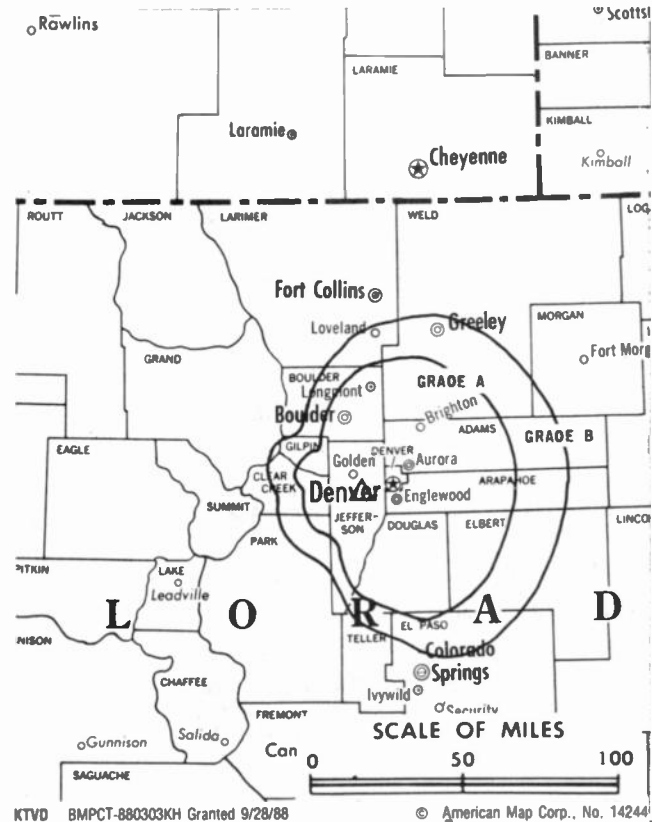 Rawlins
Scottsl
LARAMIE
BANNER
KIMBALL
Laramie
Cheyenne
Kimball
ROUTT
JACKSON
LARIMER
WELD
LOG
Fort Collins
Loveland
Greeley
MORGAN
GRAND
Fort Morg
BOULDER
GRADE A
Longmont
Boulder
Brighton
ADAMS
GRADE B
EAGLE
GILPIN
DENVER
Golden
Aurora
CLEAR CREEK
Denver
Englewood
ARAPAHOE
SUMMIT
JEFFER-
SON
DOUGLAS
ELBERT
LINCO
PARK
PITKIN
LAKE
Leadville
L O R A D
NNISON
TELLER
EL PASO
Colorado
Springs
CHAFFEE
Ivywild
Security
FREMONT
SCALE OF MILES
Gunnison
Salida
Can
0 50 100
SAGUACHE
KTVD BMPCT-880303KH Granted 9/28/88 © American Map Corp., No. 14244